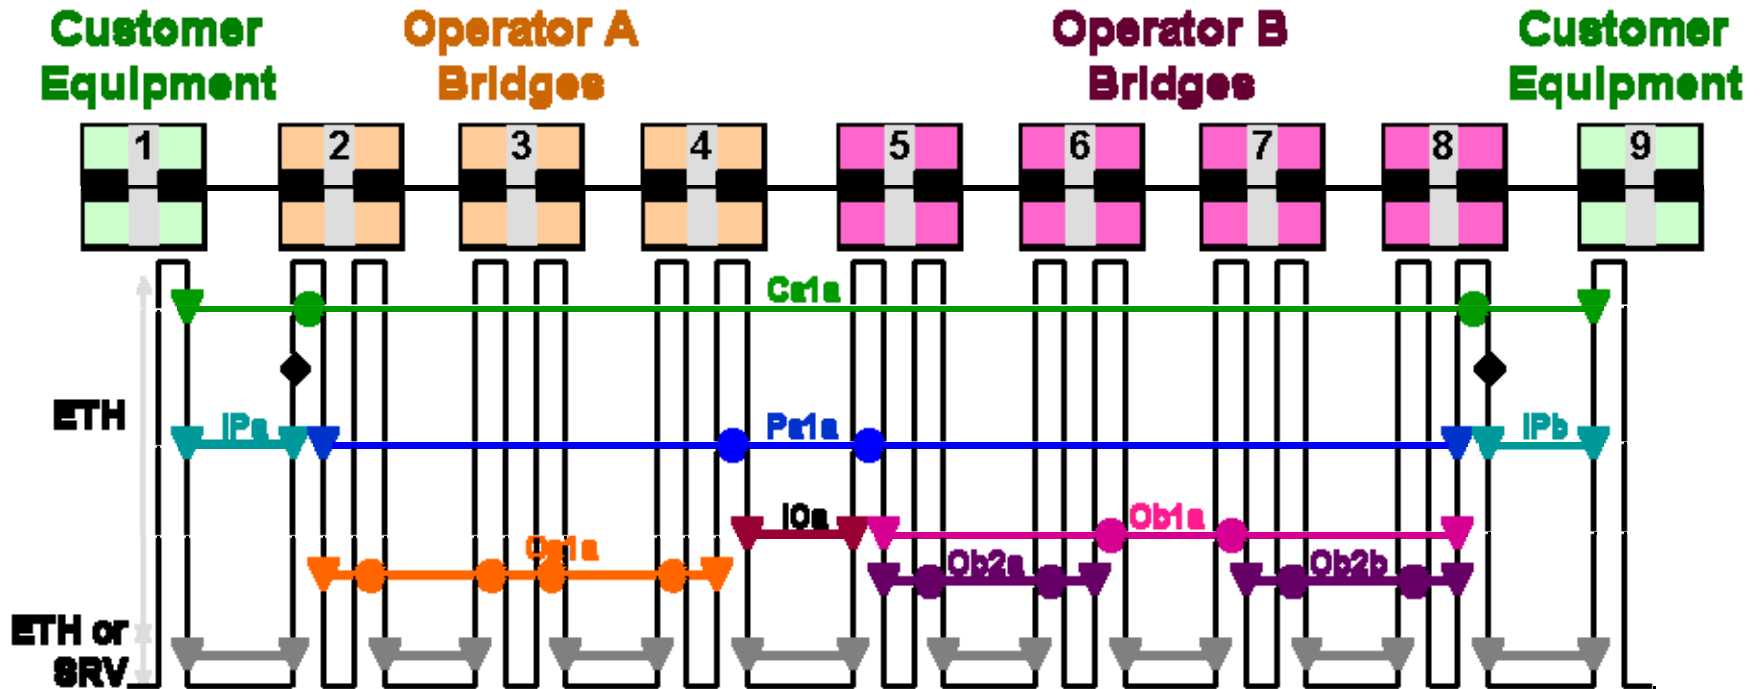 Customer Equipment
Operator A Bridges
Operator B Bridges
Customer Equipment
1 2 3 4 5 6 7 8 9
Ca1a
ETH
IPa
Pa1a
IPb
I0a
Ob1a
Oa1a
Ob2a
Ob2b
ETH or
SRV